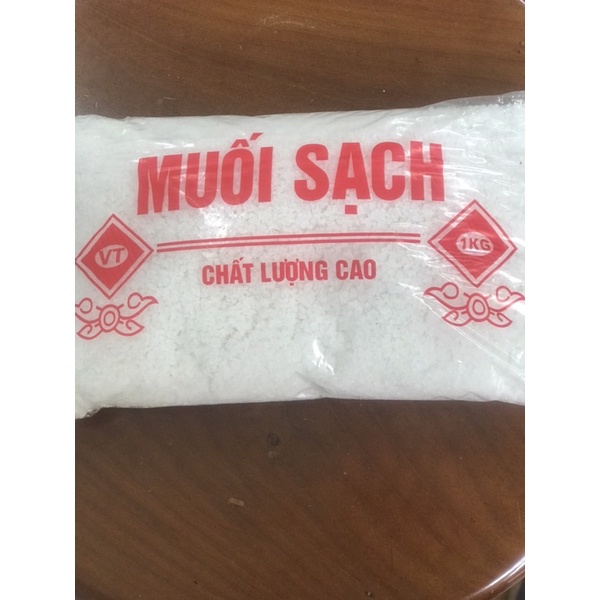 MUỐI SẠCH
VT
1KG
CHẤT LƯỢNG CAO